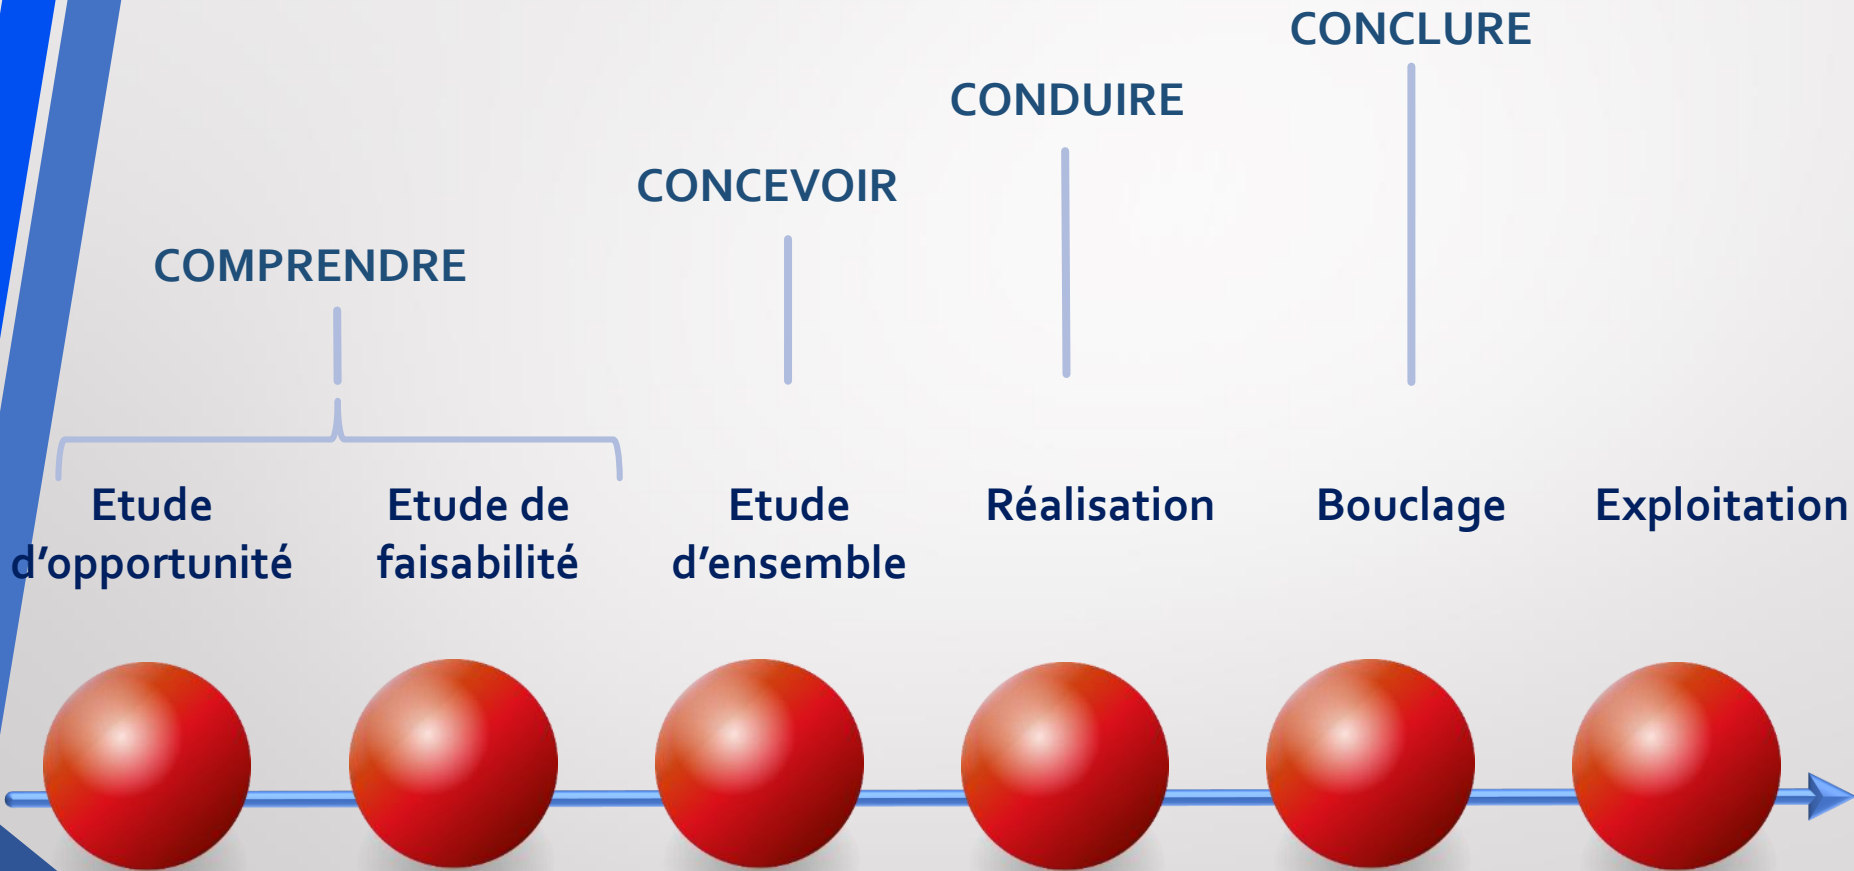 CONCLURE
CONDUIRE
CONCEVOIR
COMPRENDRE
Etude
d’opportunité
Etude de
faisabilité
Etude
d’ensemble
Réalisation
Bouclage
Exploitation